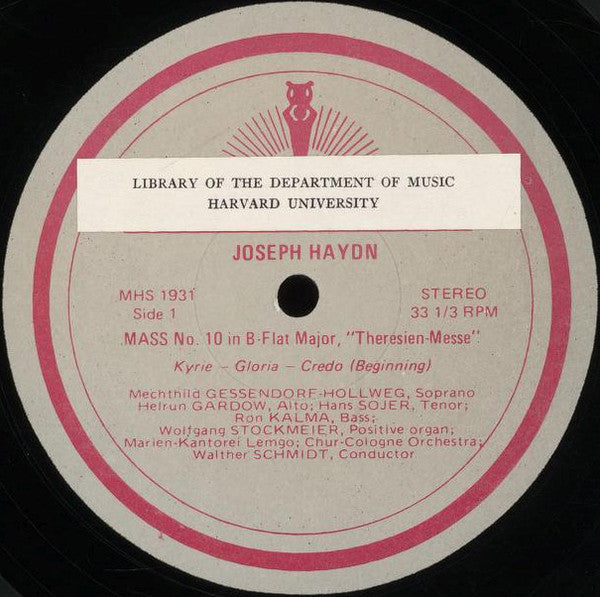 LIBRARY OF THE DEPARTMENT OF MUSIC
HARVARD UNIVERSITY
JOSEPH HAYDN
MHS 1931 STEREO
Side 1 33 1/3 RPM
MASS No. 10 in B-Flat Major, "Theresien-Messe"
Kyrie – Gloria – Credo (Beginning)
Mechthild GESSENDORF-HOLLWEG, Soprano
Helrun GARDOW, Alto; Hans SOJER, Tenor;
Ron KALMA, Bass;
Wolfgang STOCKMEIER, Positive organ;
Marien-Kantorei Lemgo; Chur-Cologne Orchestra;
Walther SCHMIDT, Conductor